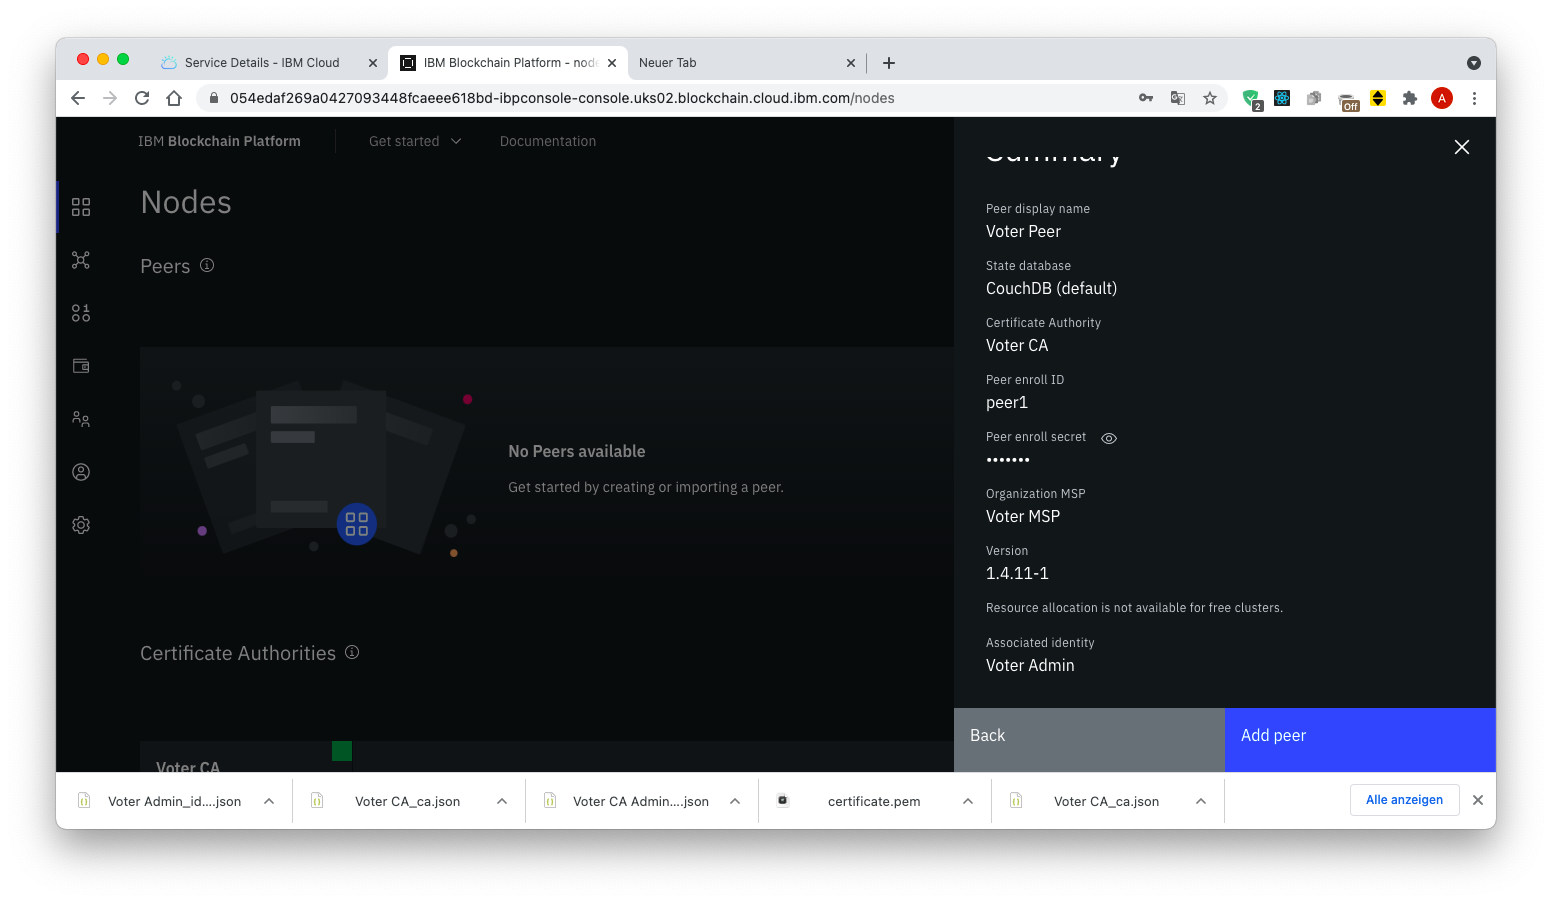 Service Details - IBM Cloud
IBM Blockchain Platform - node
Neuer Tab
054edaf269a0427093448fcaeee618bd-ibpconsole-console.uks02.blockchain.cloud.ibm.com/nodes
2
Off
A
IBM Blockchain Platform
Get started
Documentation
Nodes
Peers
No Peers available
Get started by creating or importing a peer.
Certificate Authorities
Voter CA
Summary
Peer display name
Voter Peer
State database
CouchDB (default)
Certificate Authority
Voter CA
Peer enroll ID
peer1
Peer enroll secret
•••••••
Organization MSP
Voter MSP
Version
1.4.11-1
Resource allocation is not available for free clusters.
Associated identity
Voter Admin
Back
Add peer
Voter Admin_id....json
Voter CA_ca.json
Voter CA Admin....json
certificate.pem
Voter CA_ca.json
Alle anzeigen